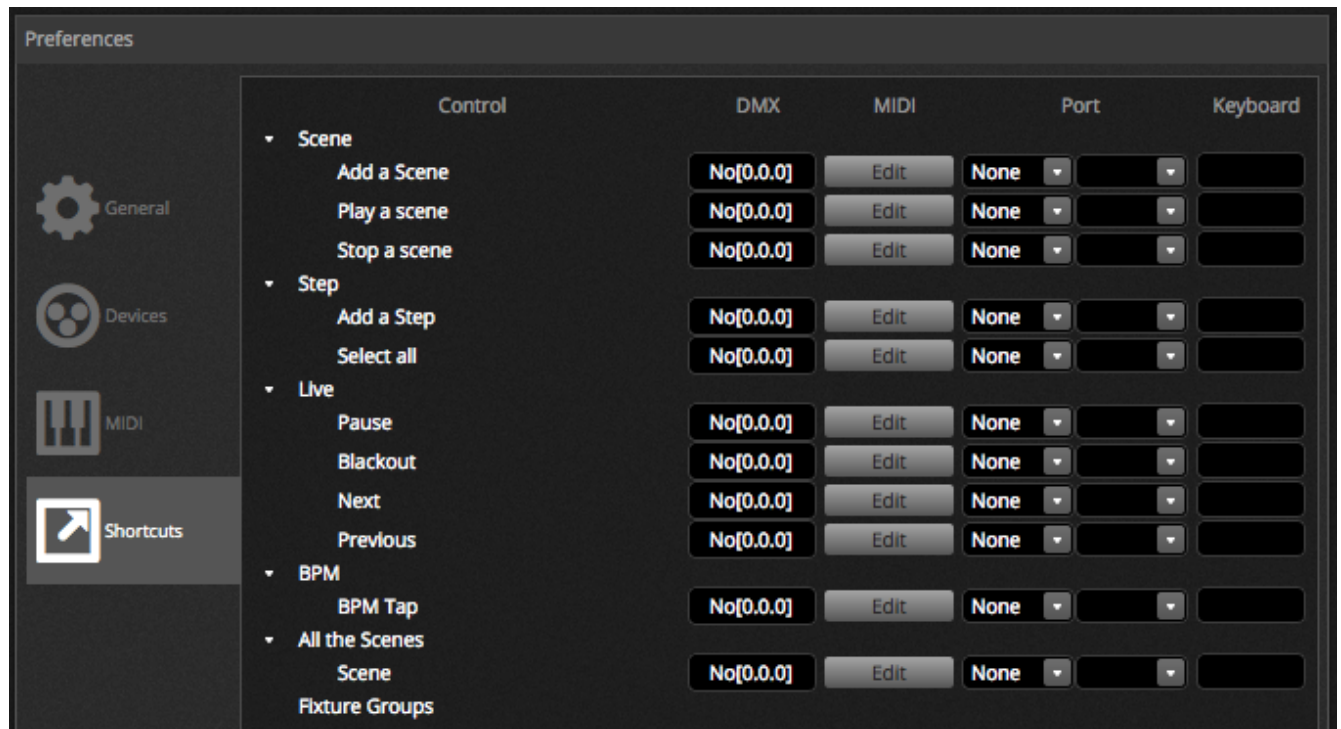 Preferences
Control DMX MIDI Port Keyboard
Scene
Add a Scene No[0.0.0] Edit None
General
Play a scene No[0.0.0] Edit None
Stop a scene No[0.0.0] Edit None
Step
Devices
Add a Step No[0.0.0] Edit None
Select all No[0.0.0] Edit None
Live
MIDI
Pause No[0.0.0] Edit None
Blackout No[0.0.0] Edit None
Next No[0.0.0] Edit None
Shortcuts
Previous No[0.0.0] Edit None
BPM
BPM Tap No[0.0.0] Edit None
All the Scenes
Scene No[0.0.0] Edit None
Fixture Groups